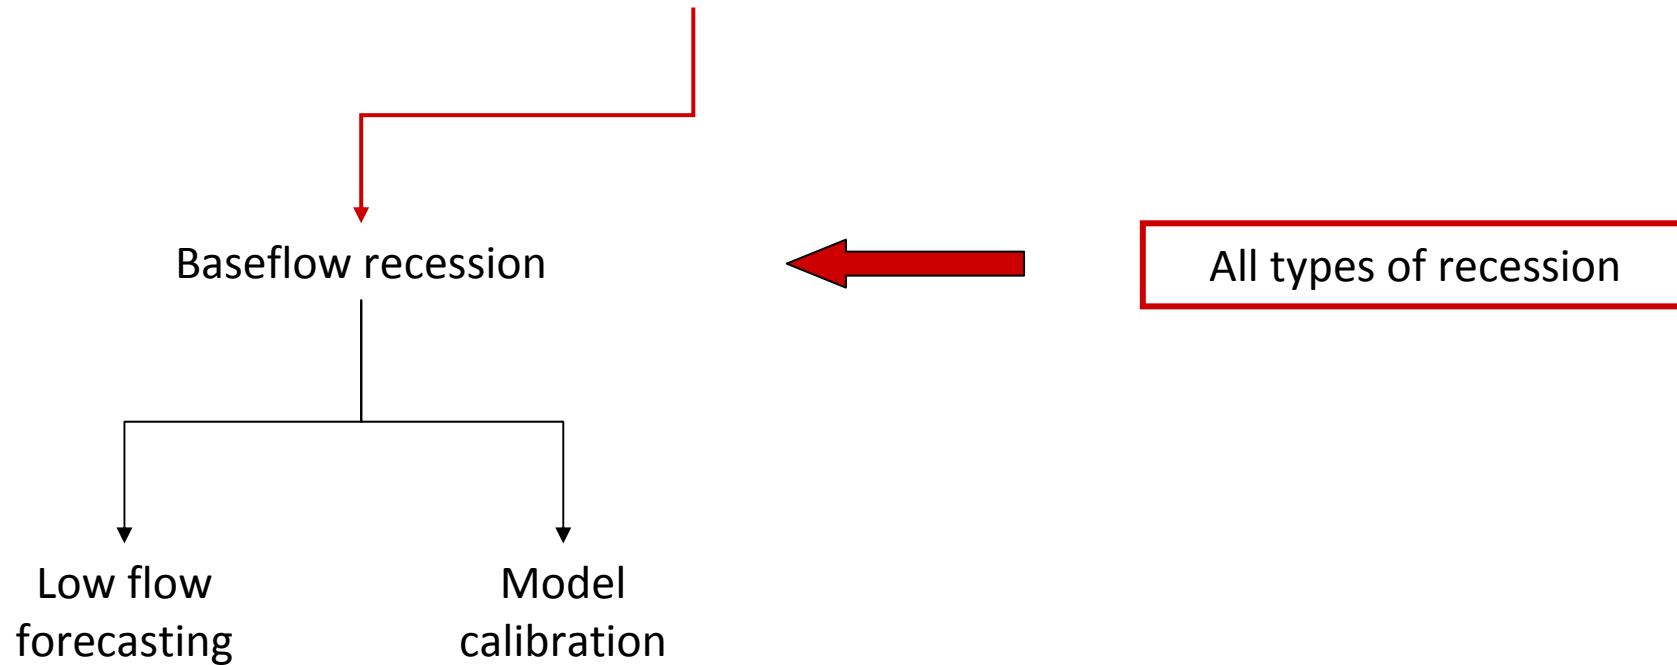 Baseflow recession
All types of recession
Low flow
forecasting
Model
calibration